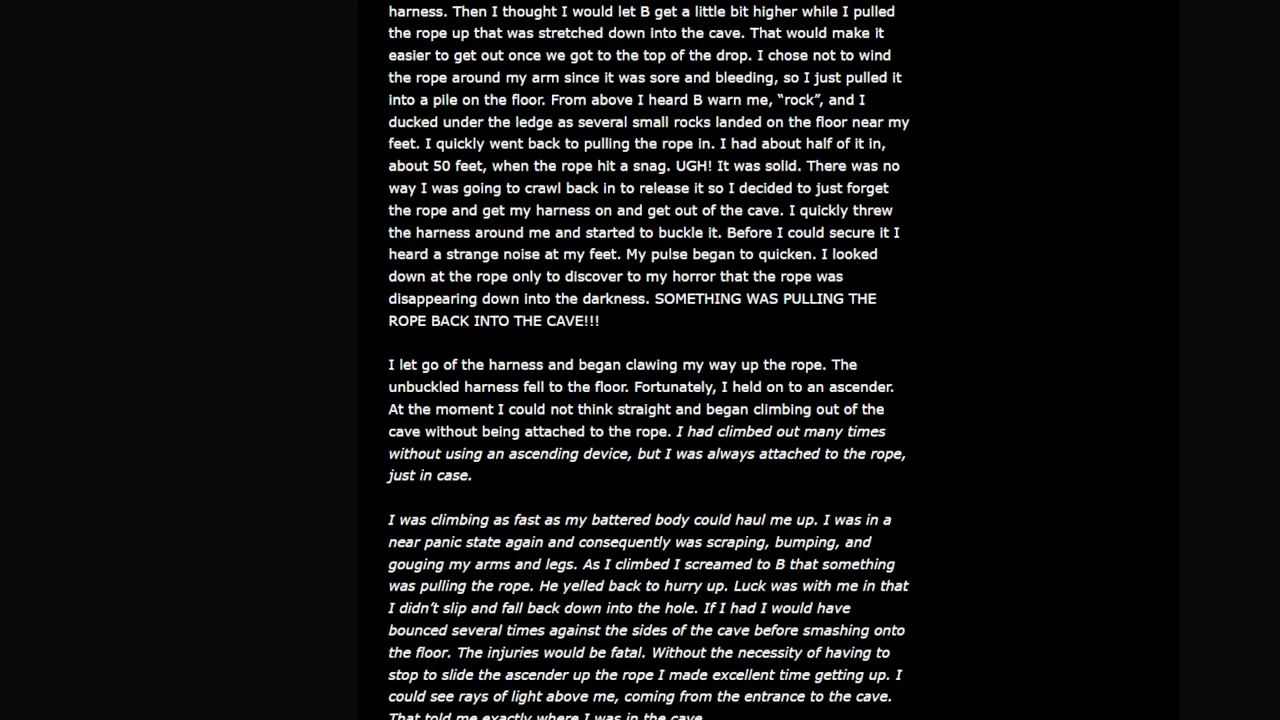 harness. Then I thought I would let B get a little bit higher while I pulled
the rope up that was stretched down into the cave. That would make it
easier to get out once we got to the top of the drop. I chose not to wind
the rope around my arm since it was sore and bleeding, so I just pulled it
into a pile on the floor. From above I heard B warn me, “rock”, and I
ducked under the ledge as several small rocks landed on the floor near my
feet. I quickly went back to pulling the rope in. I had about half of it in,
about 50 feet, when the rope hit a snag. UGH! It was solid. There was no
way I was going to crawl back in to release it so I decided to just forget
the rope and get my harness on and get out of the cave. I quickly threw
the harness around me and started to buckle it. Before I could secure it I
heard a strange noise at my feet. My pulse began to quicken. I looked
down at the rope only to discover to my horror that the rope was
disappearing down into the darkness. SOMETHING WAS PULLING THE
ROPE BACK INTO THE CAVE!!!
I let go of the harness and began clawing my way up the rope. The
unbuckled harness fell to the floor. Fortunately, I held on to an ascender.
At the moment I could not think straight and began climbing out of the
cave without being attached to the rope. I had climbed out many times
without using an ascending device, but I was always attached to the rope,
just in case.
I was climbing as fast as my battered body could haul me up. I was in a
near panic state again and consequently was scraping, bumping, and
gouging my arms and legs. As I climbed I screamed to B that something
was pulling the rope. He yelled back to hurry up. Luck was with me in that
I didn’t slip and fall back down into the hole. If I had I would have
bounced several times against the sides of the cave before smashing onto
the floor. The injuries would be fatal. Without the necessity of having to
stop to slide the ascender up the rope I made excellent time getting up. I
could see rays of light above me, coming from the entrance to the cave.
That told me exactly where I was in the cave.